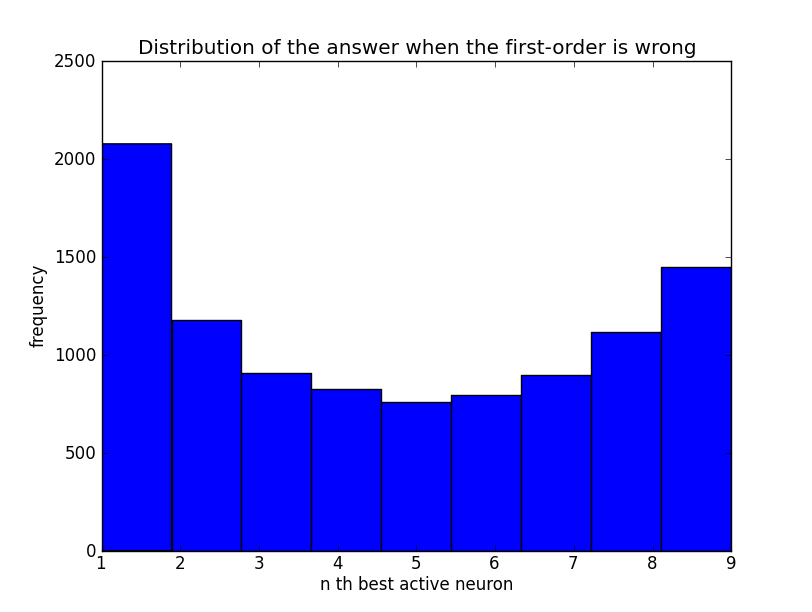 Distribution of the answer when the first-order is wrong
2500
2000
1500
1000
500
0
frequency
1 2 3 4 5 6 7 8 9
n th best active neuron